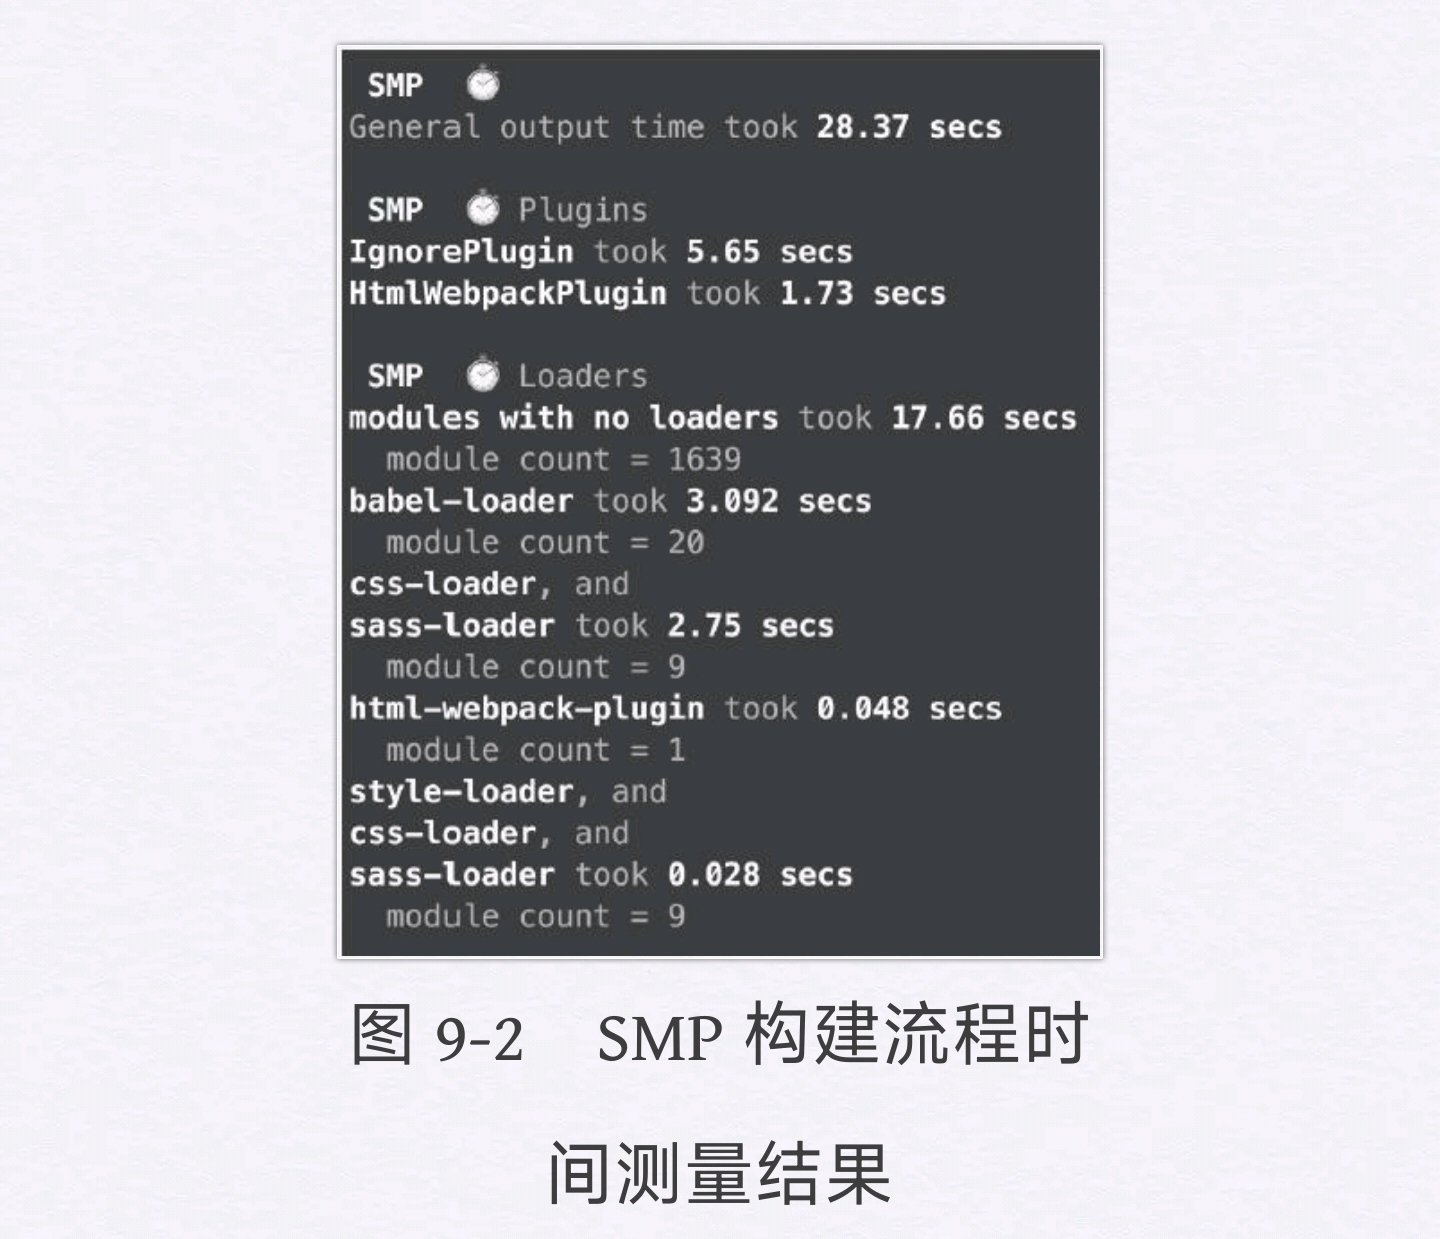 SMP ⏱
General output time took 28.37 secs
SMP ⏱ Plugins
IgnorePlugin took 5.65 secs
HtmlWebpackPlugin took 1.73 secs
SMP ⏱ Loaders
modules with no loaders took 17.66 secs
module count = 1639
babel-loader took 3.092 secs
module count = 20
css-loader, and
sass-loader took 2.75 secs
module count = 9
html-webpack-plugin took 0.048 secs
module count = 1
style-loader, and
css-loader, and
sass-loader took 0.028 secs
module count = 9
图 9-2 SMP 构建流程时
间测量结果